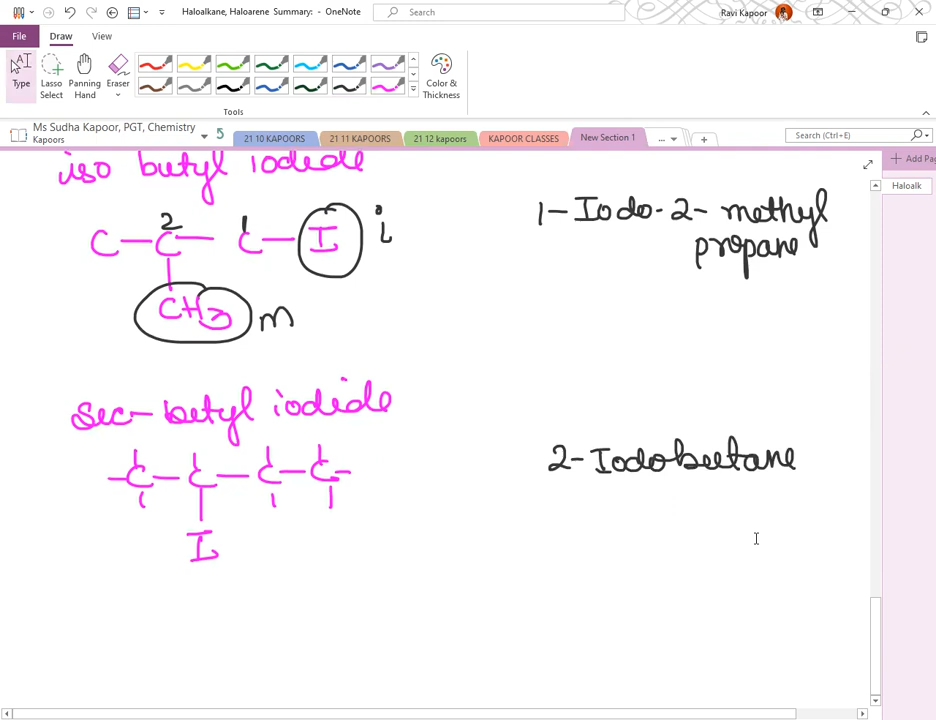 Haloalkane, Haloarene Summary: - OneNote
Search
Ravi Kapoor
File
Draw
View
Type
Lasso Select
Panning Hand
Eraser
Color & Thickness
Tools
Ms Sudha Kapoor, PGT, Chemistry
Kapoors
21 10 KAPOORS
21 11 KAPOORS
21 12 kapoors
KAPOOR CLASSES
New Section 1
...
Search (Ctrl+E)
Add Pag
Haloalk
iso butyl iodide
1-Iodo-2-methyl
propane
2 1
C-C-C-I i
CH3 m
sec-butyl iodide
-C-C-C-C-
2-Iodobutane
I